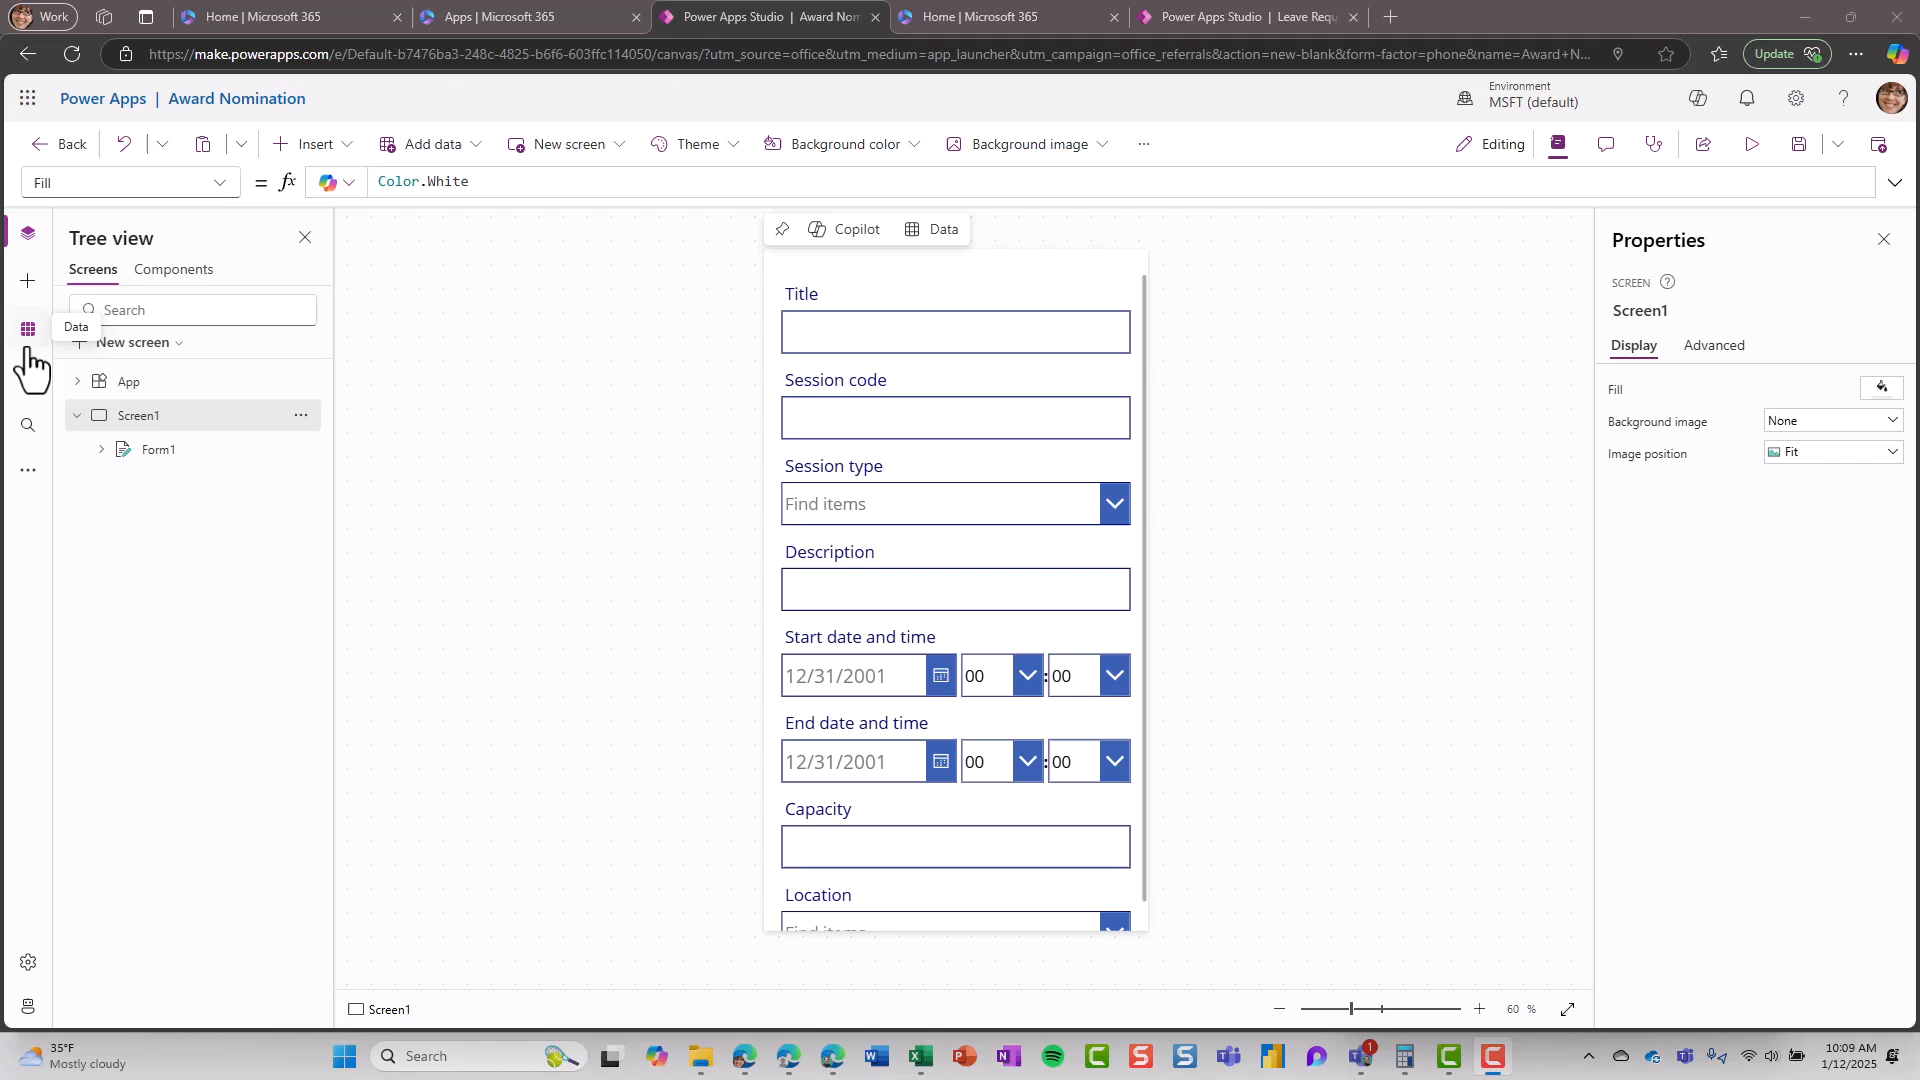 Work
Home | Microsoft 365
Apps | Microsoft 365
Power Apps Studio | Award Nom
Home | Microsoft 365
Power Apps Studio | Leave Requ
https://make.powerapps.com/e/Default-b7476ba3-248c-4825-b6f6-603ffc114050/canvas/?utm_source=office&utm_medium=app_launcher&utm_campaign=office_referrals&action=new-blank&form-factor=phone&name=Award+N...
Update
Power Apps | Award Nomination
Environment
MSFT (default)
Back
Insert
Add data
New screen
Theme
Background color
Background image
...
Editing
Fill
= fx
Color.White
Tree view
Screens
Components
Search
Data
New screen
App
Screen1
...
Form1
Copilot
Data
Title
Session code
Session type
Find items
Description
Start date and time
12/31/2001
00
:
00
End date and time
12/31/2001
00
:
00
Capacity
Location
Find items
Properties
SCREEN
Screen1
Display
Advanced
Fill
Background image
None
Image position
Fit
Screen1
60 %
35°F
Mostly cloudy
Search
1
10:09 AM
1/12/2025